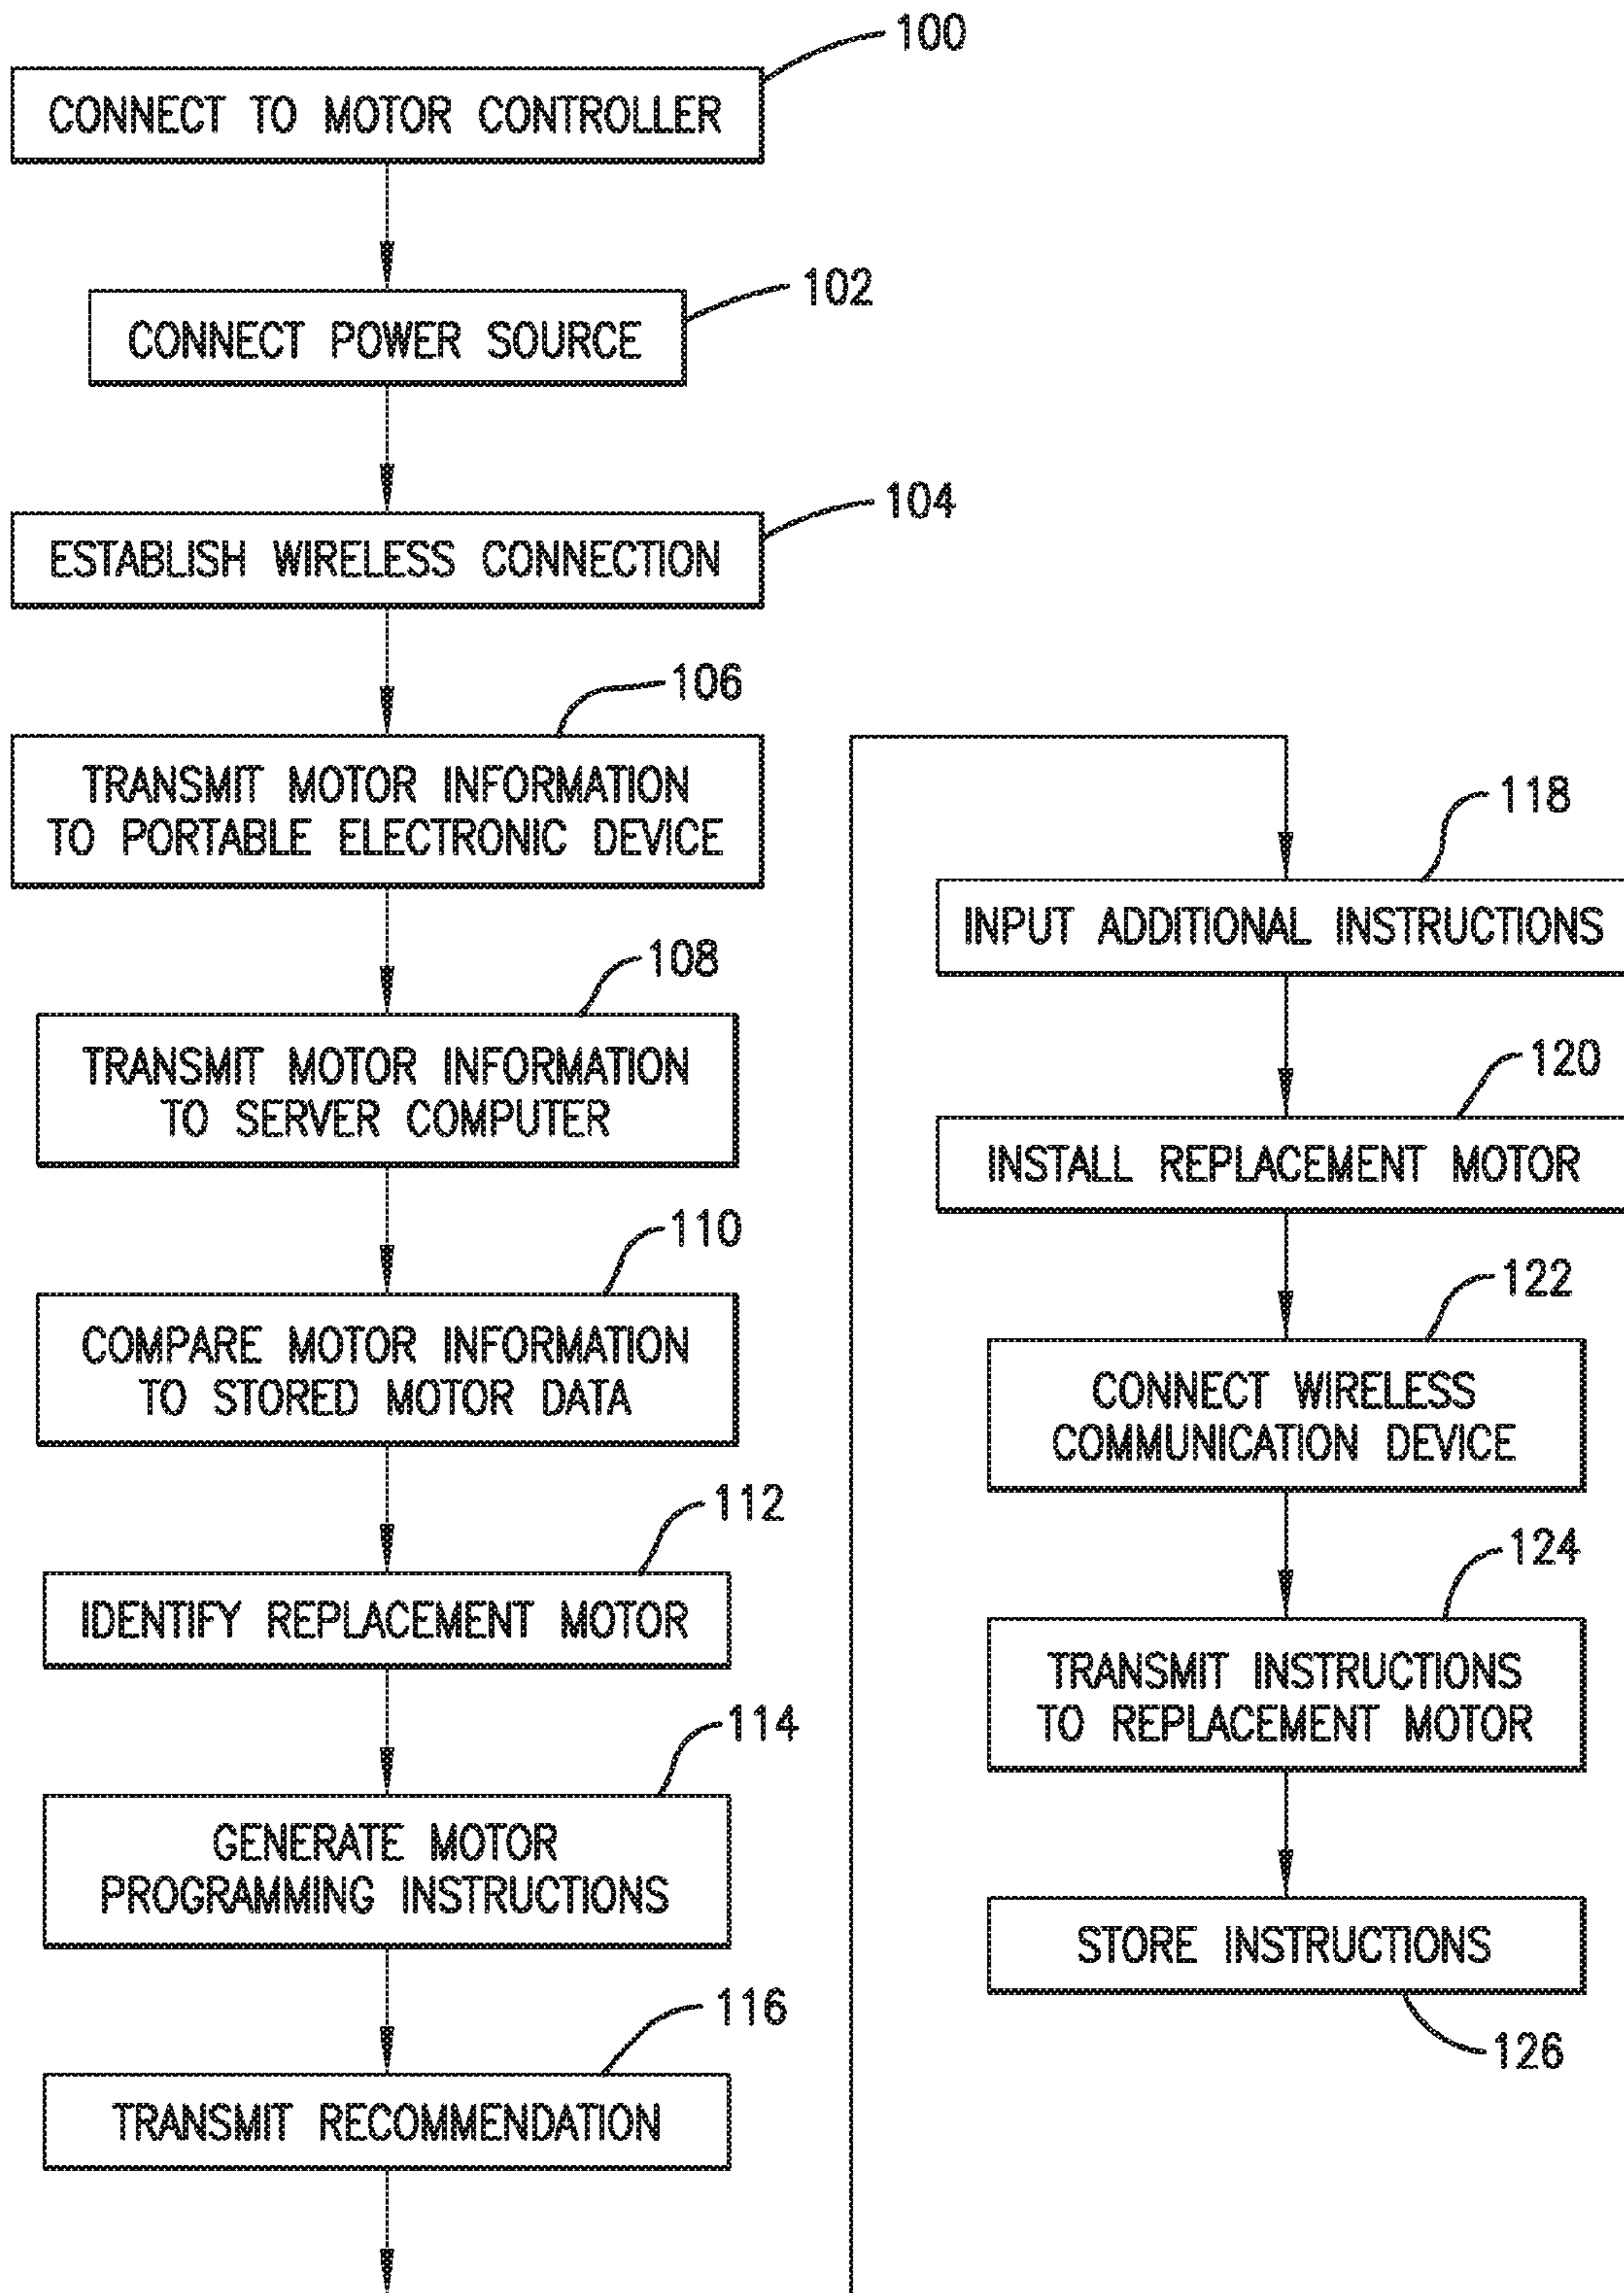 100
CONNECT TO MOTOR CONTROLLER
102
CONNECT POWER SOURCE
104
ESTABLISH WIRELESS CONNECTION
106
TRANSMIT MOTOR INFORMATION
TO PORTABLE ELECTRONIC DEVICE
108
TRANSMIT MOTOR INFORMATION
TO SERVER COMPUTER
110
COMPARE MOTOR INFORMATION
TO STORED MOTOR DATA
112
IDENTIFY REPLACEMENT MOTOR
114
GENERATE MOTOR
PROGRAMMING INSTRUCTIONS
116
TRANSMIT RECOMMENDATION
118
INPUT ADDITIONAL INSTRUCTIONS
120
INSTALL REPLACEMENT MOTOR
122
CONNECT WIRELESS
COMMUNICATION DEVICE
124
TRANSMIT INSTRUCTIONS
TO REPLACEMENT MOTOR
STORE INSTRUCTIONS
126